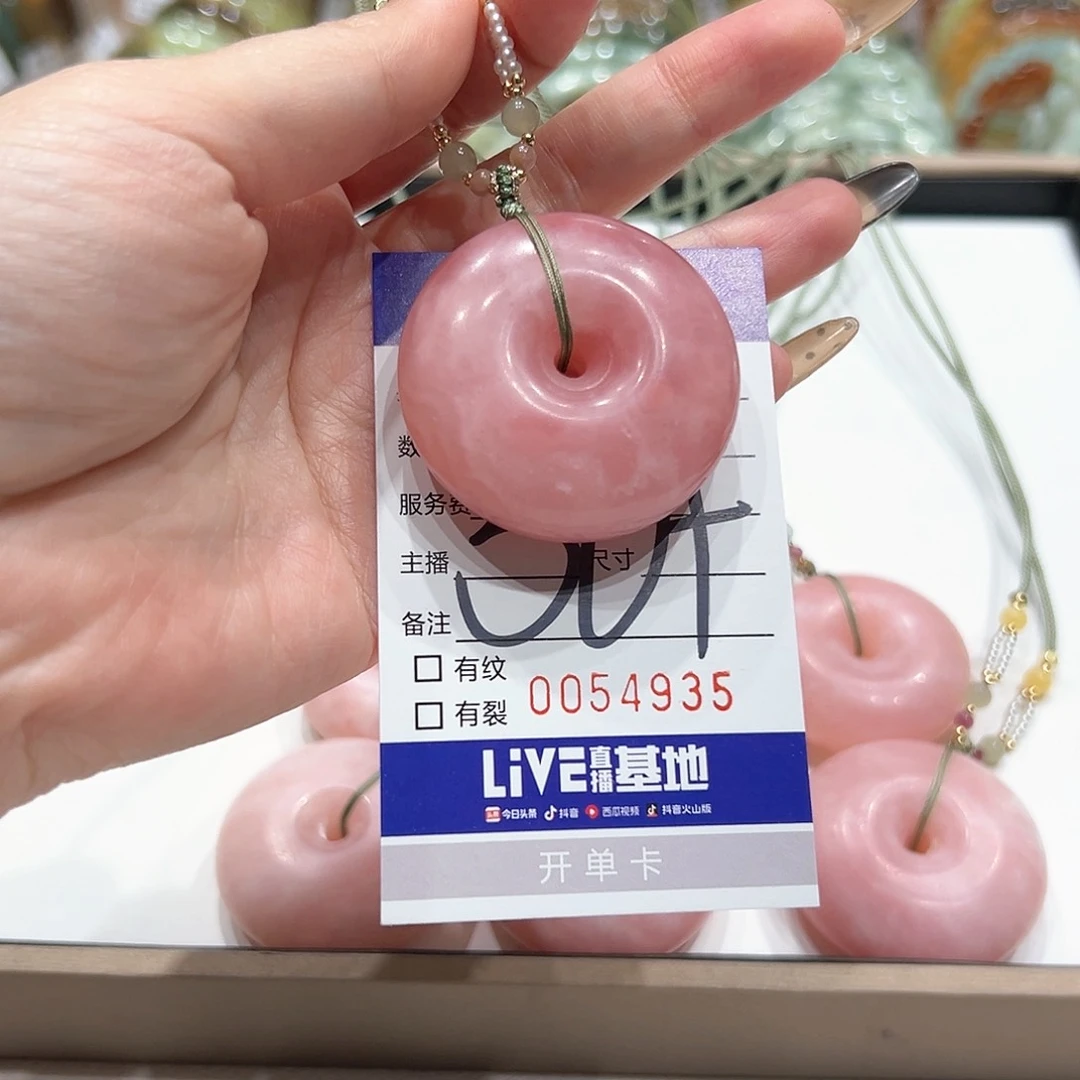 数
服务费
主播 尺寸
备注
有纹
有裂 0054935
LiVE直播基地
头条 今日头条 抖音 西瓜视频 抖音火山版
开单卡